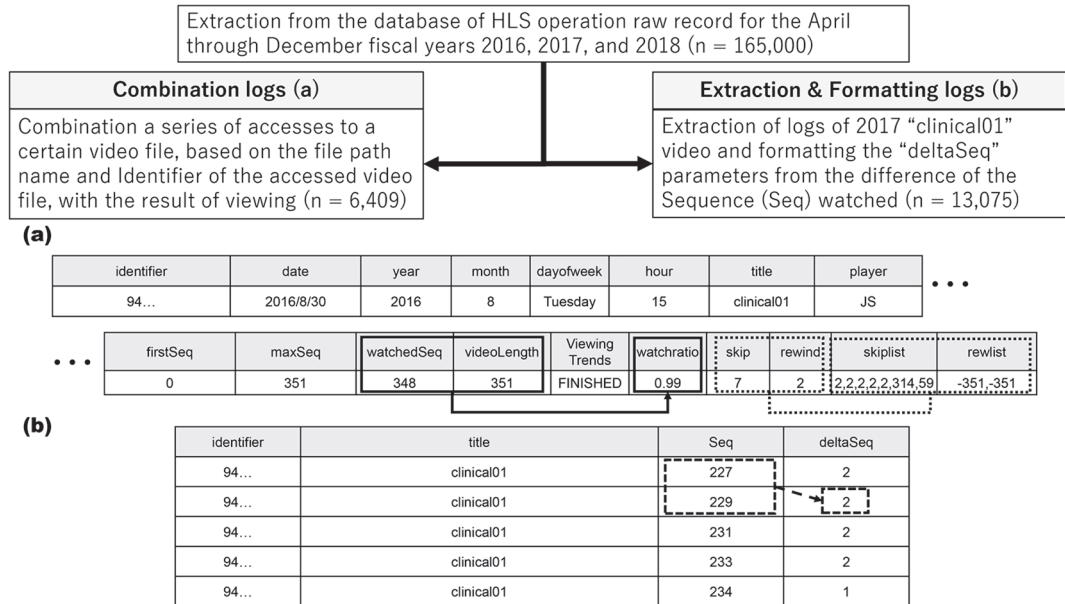 Extraction from the database of HLS operation raw record for the April
through December fiscal years 2016, 2017, and 2018 (n = 165,000)
Combination logs (a)
Combination a series of accesses to a
certain video file, based on the file path
name and Identifier of the accessed video
file, with the result of viewing (n = 6,409)
Extraction & Formatting logs (b)
Extraction of logs of 2017 “clinical01”
video and formatting the “deltaSeq”
parameters from the difference of the
Sequence (Seq) watched (n = 13,075)
(a)
identifier date year month dayofweek hour title player
94... 2016/8/30 2016 8 Tuesday 15 clinical01 JS
• • •
• • •
firstSeq maxSeq watchedSeq videoLength Viewing Trends watchratio skip rewind skiplist rewlist
0 351 348 351 FINISHED 0.99 7 2 2,2,2,2,2,314,59 -351,-351
(b)
identifier title Seq deltaSeq
94... clinical01 227 2
94... clinical01 229 2
94... clinical01 231 2
94... clinical01 233 2
94... clinical01 234 1